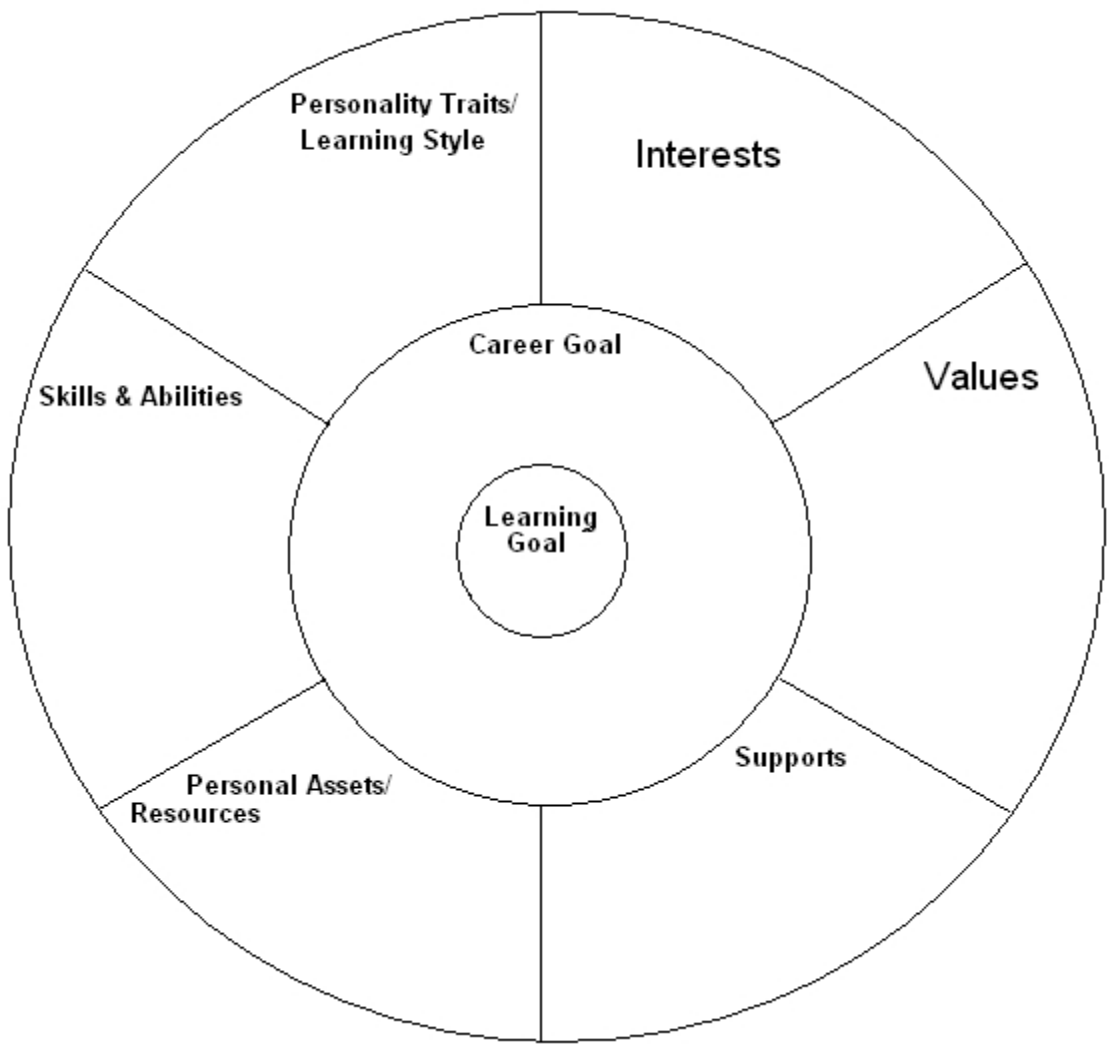 Personality Traits/
Learning Style
Interests
Career Goal
Values
Skills & Abilities
Learning
Goal
Supports
Personal Assets/
Resources